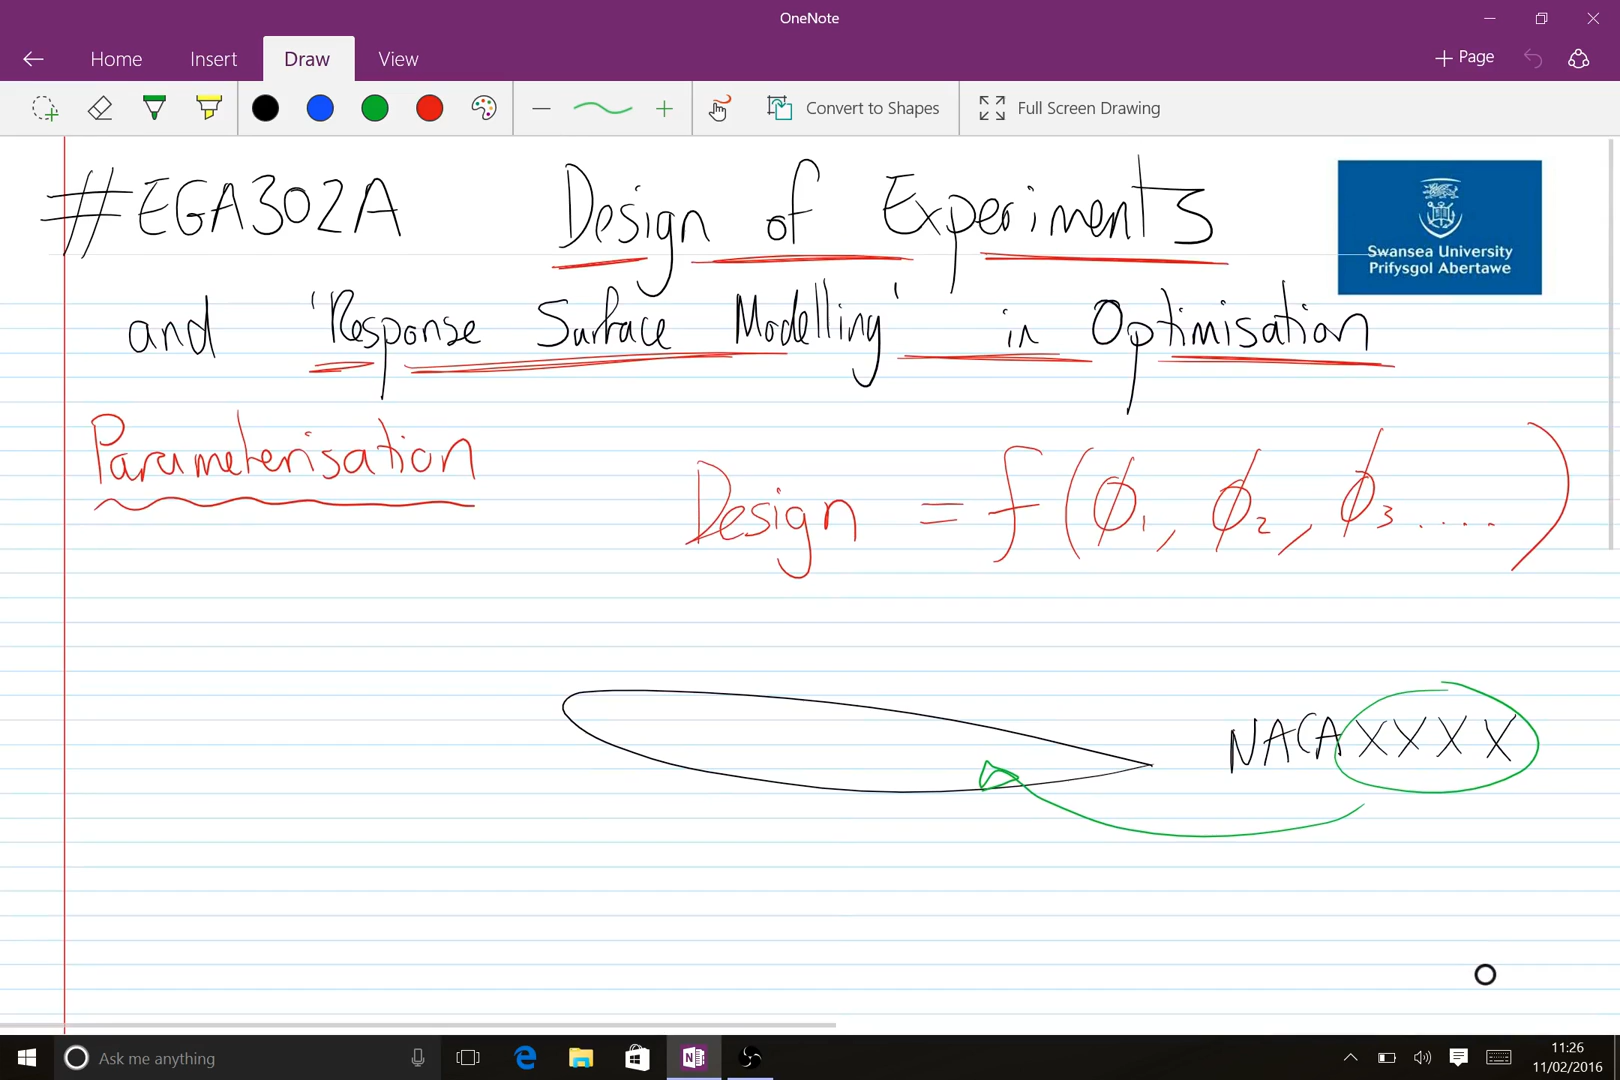 OneNote
Home Insert Draw View
Page
Convert to Shapes Full Screen Drawing
#EGA302A Design of Experiments
Swansea University
Prifysgol Abertawe
and 'Response Surface Modelling' in Optimisation
Parameterisation
Design = f(ϕ1, ϕ2, ϕ3 .....)
NACA XXXX
Ask me anything
11:26
11/02/2016